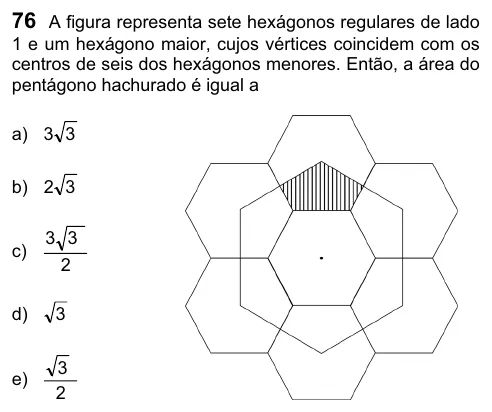 76 A figura representa sete hexágonos regulares de lado
1 e um hexágono maior, cujos vértices coincidem com os
centros de seis dos hexágonos menores. Então, a área do
pentágono hachurado é igual a
a) 3√3
b) 2√3
c) 3√3
2
d) √3
e) √3
2